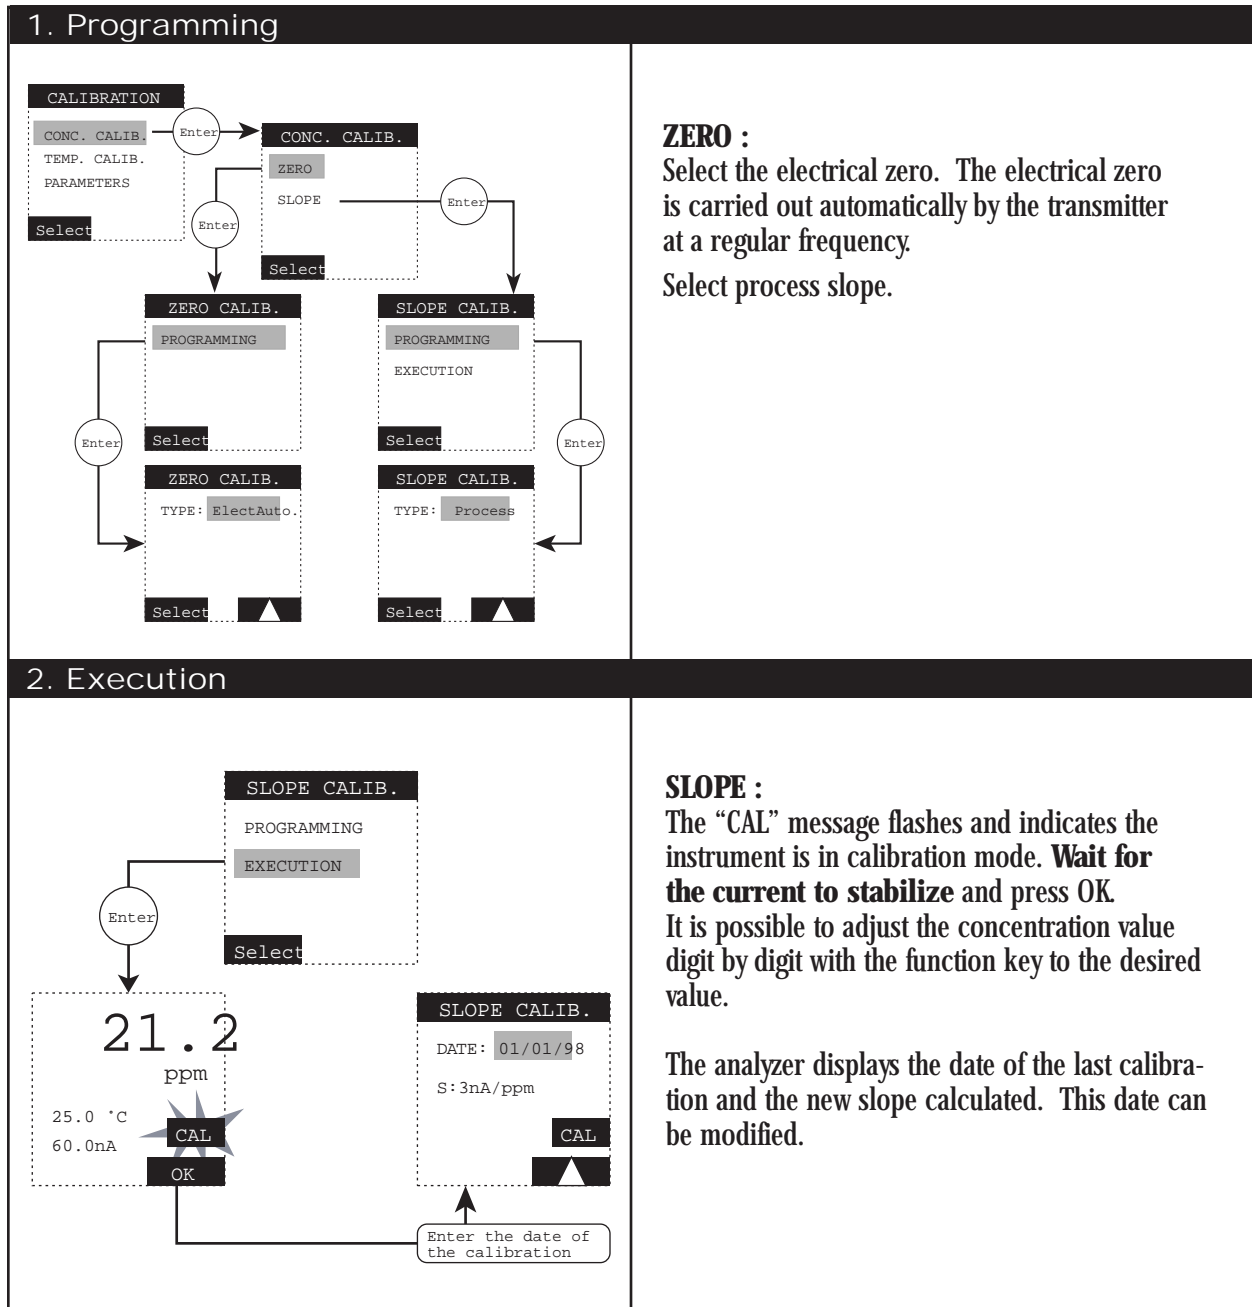 1. Programming
CALIBRATION
CONC. CALIB.
TEMP. CALIB.
PARAMETERS
Select
Enter
CONC. CALIB.
ZERO
SLOPE
Select
Enter
Enter
ZERO CALIB.
PROGRAMMING
Select
SLOPE CALIB.
PROGRAMMING
EXECUTION
Select
Enter
Enter
ZERO CALIB.
TYPE: ElectAuto.
Select
SLOPE CALIB.
TYPE: Process
Select
ZERO :
Select the electrical zero. The electrical zero
is carried out automatically by the transmitter
at a regular frequency.
Select process slope.
2. Execution
SLOPE CALIB.
PROGRAMMING
EXECUTION
Select
Enter
21.2
ppm
25.0 °C
60.0nA
CAL
OK
SLOPE CALIB.
DATE: 01/01/98
S:3nA/ppm
CAL
Enter the date of
the calibration
SLOPE :
The “CAL” message flashes and indicates the
instrument is in calibration mode. Wait for
the current to stabilize and press OK.
It is possible to adjust the concentration value
digit by digit with the function key to the desired
value.
The analyzer displays the date of the last calibra-
tion and the new slope calculated. This date can
be modified.